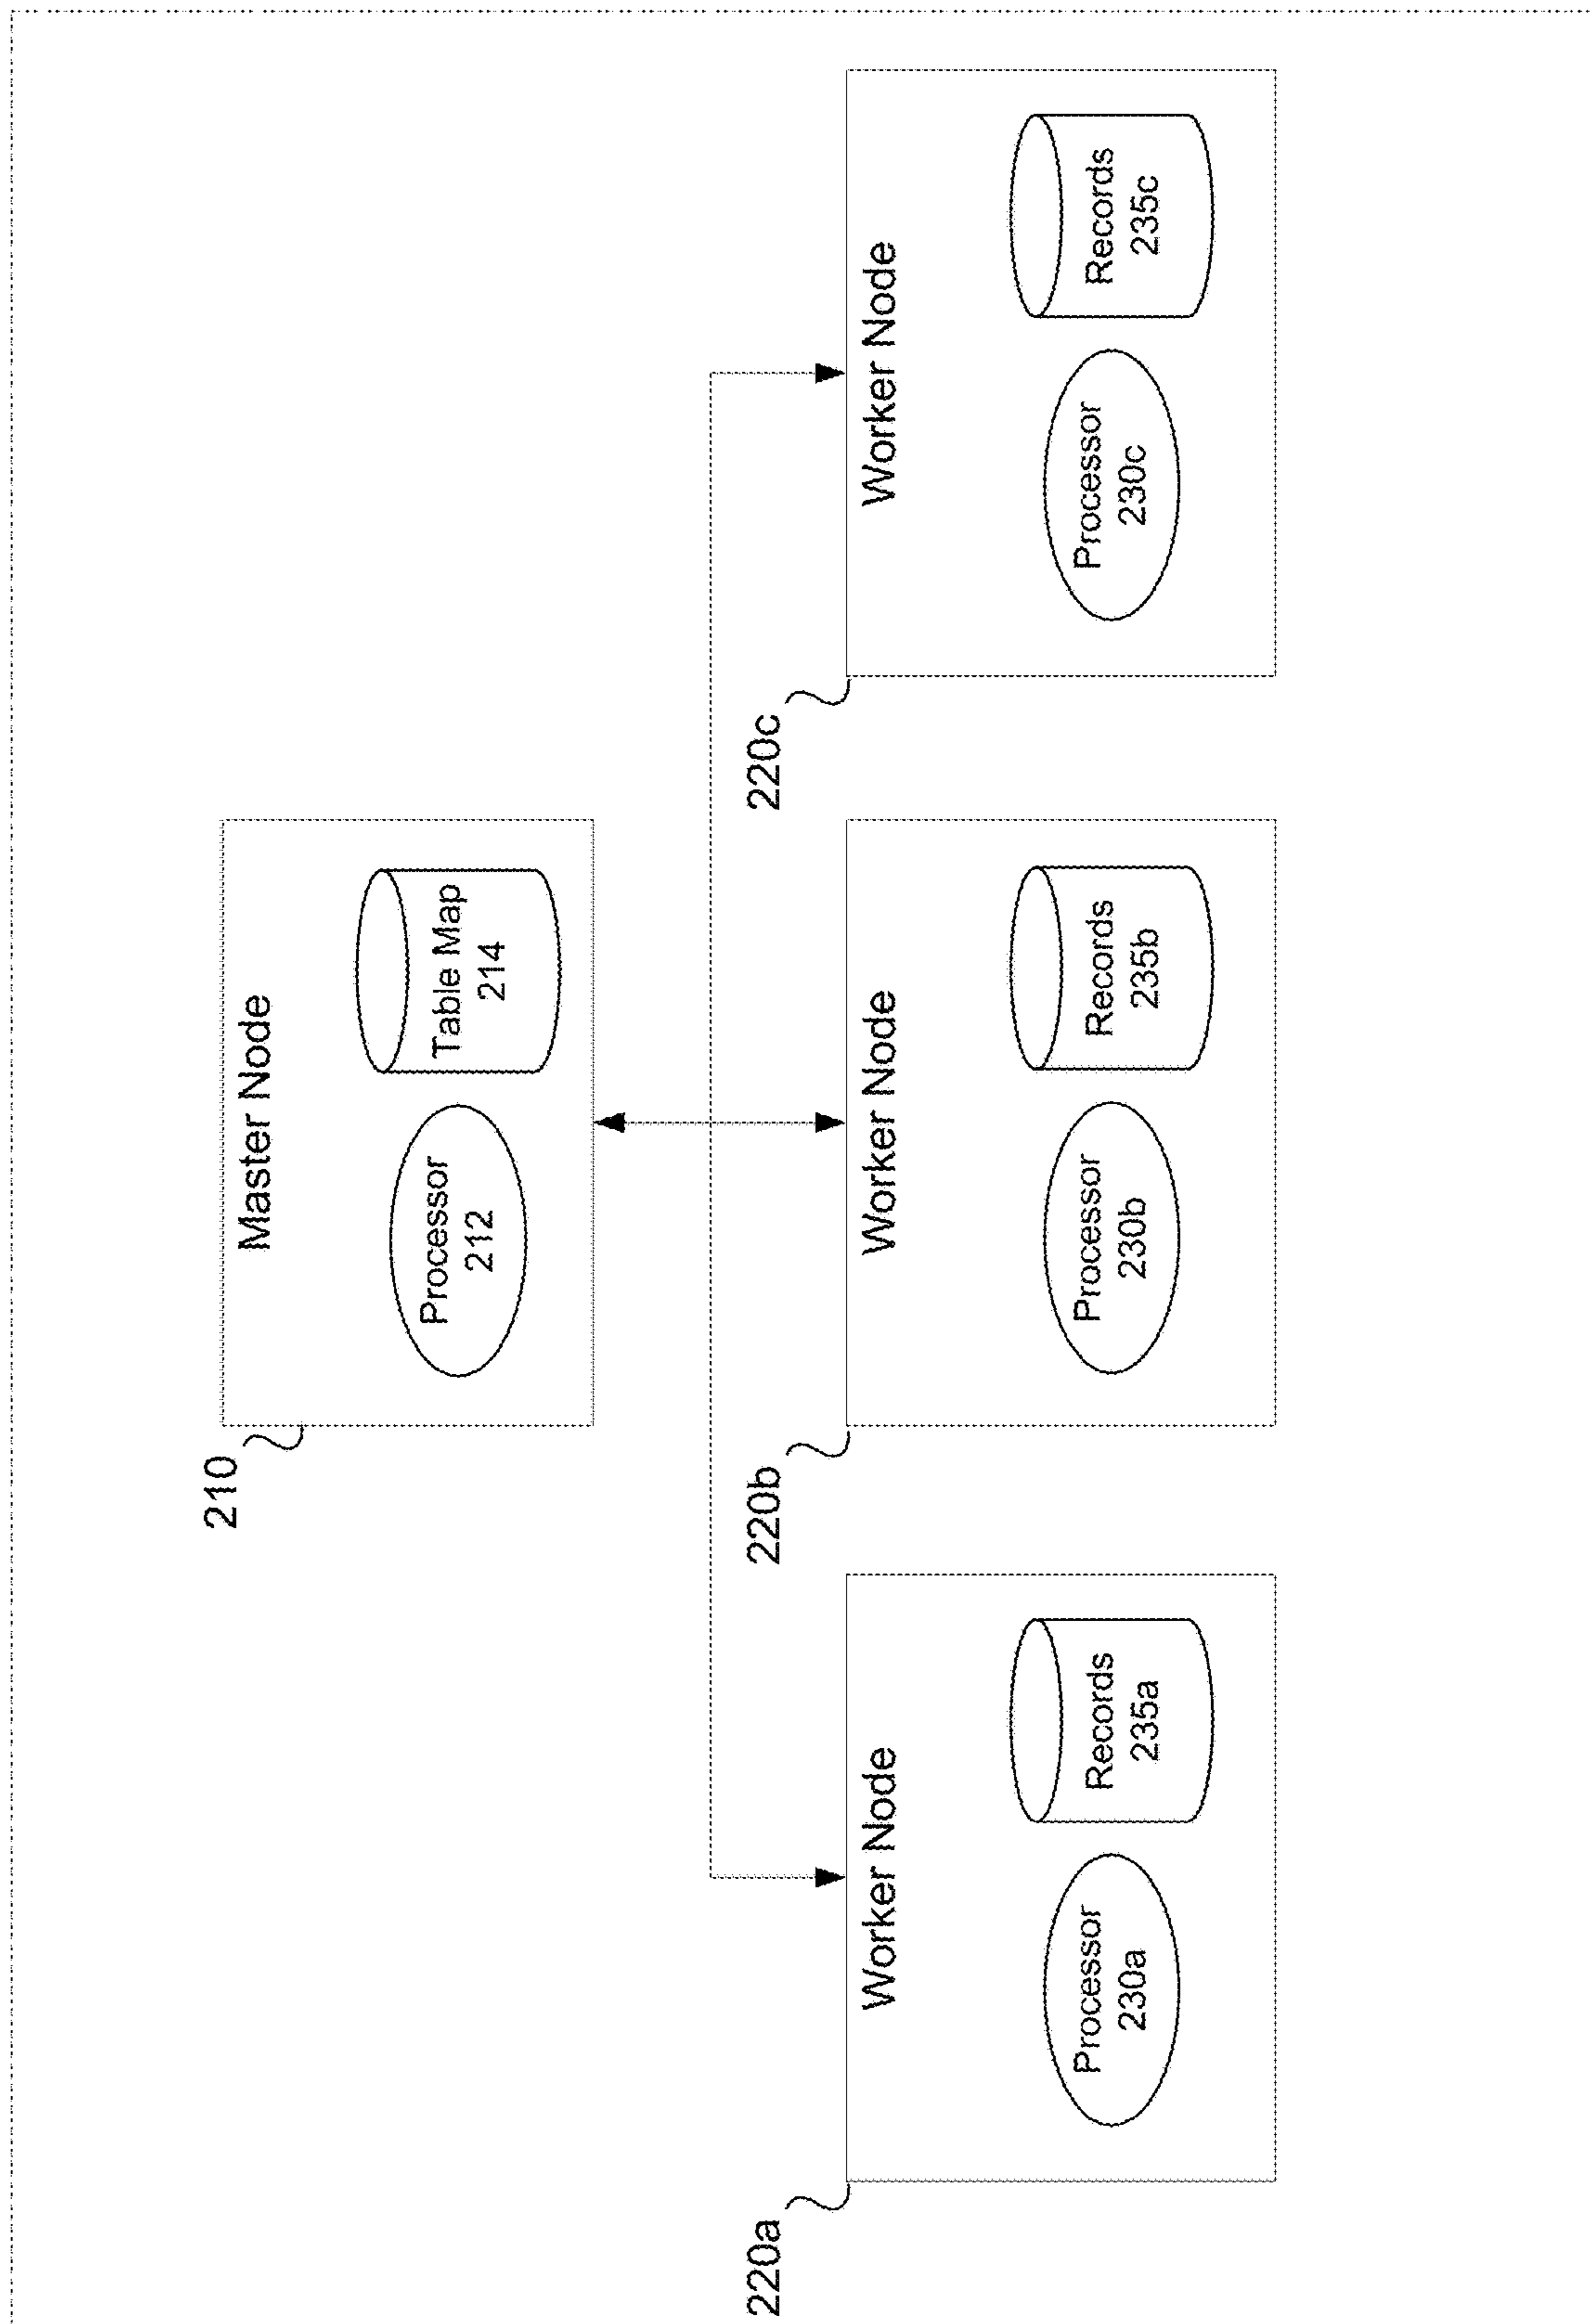 210
Master Node
Processor
212
Table Map
214
220a
Worker Node
Processor
230a
Records
235a
220b
Worker Node
Processor
230b
Records
235b
220c
Worker Node
Processor
230c
Records
235c